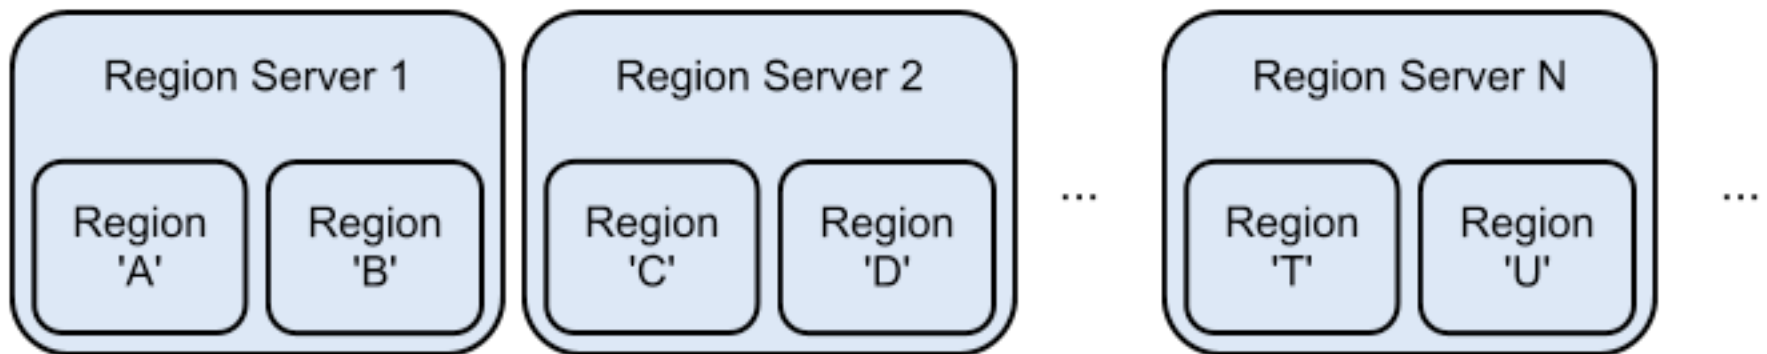 Region Server 1
Region
'A'
Region
'B'
Region Server 2
Region
'C'
Region
'D'
...
Region Server N
Region
'T'
Region
'U'
...